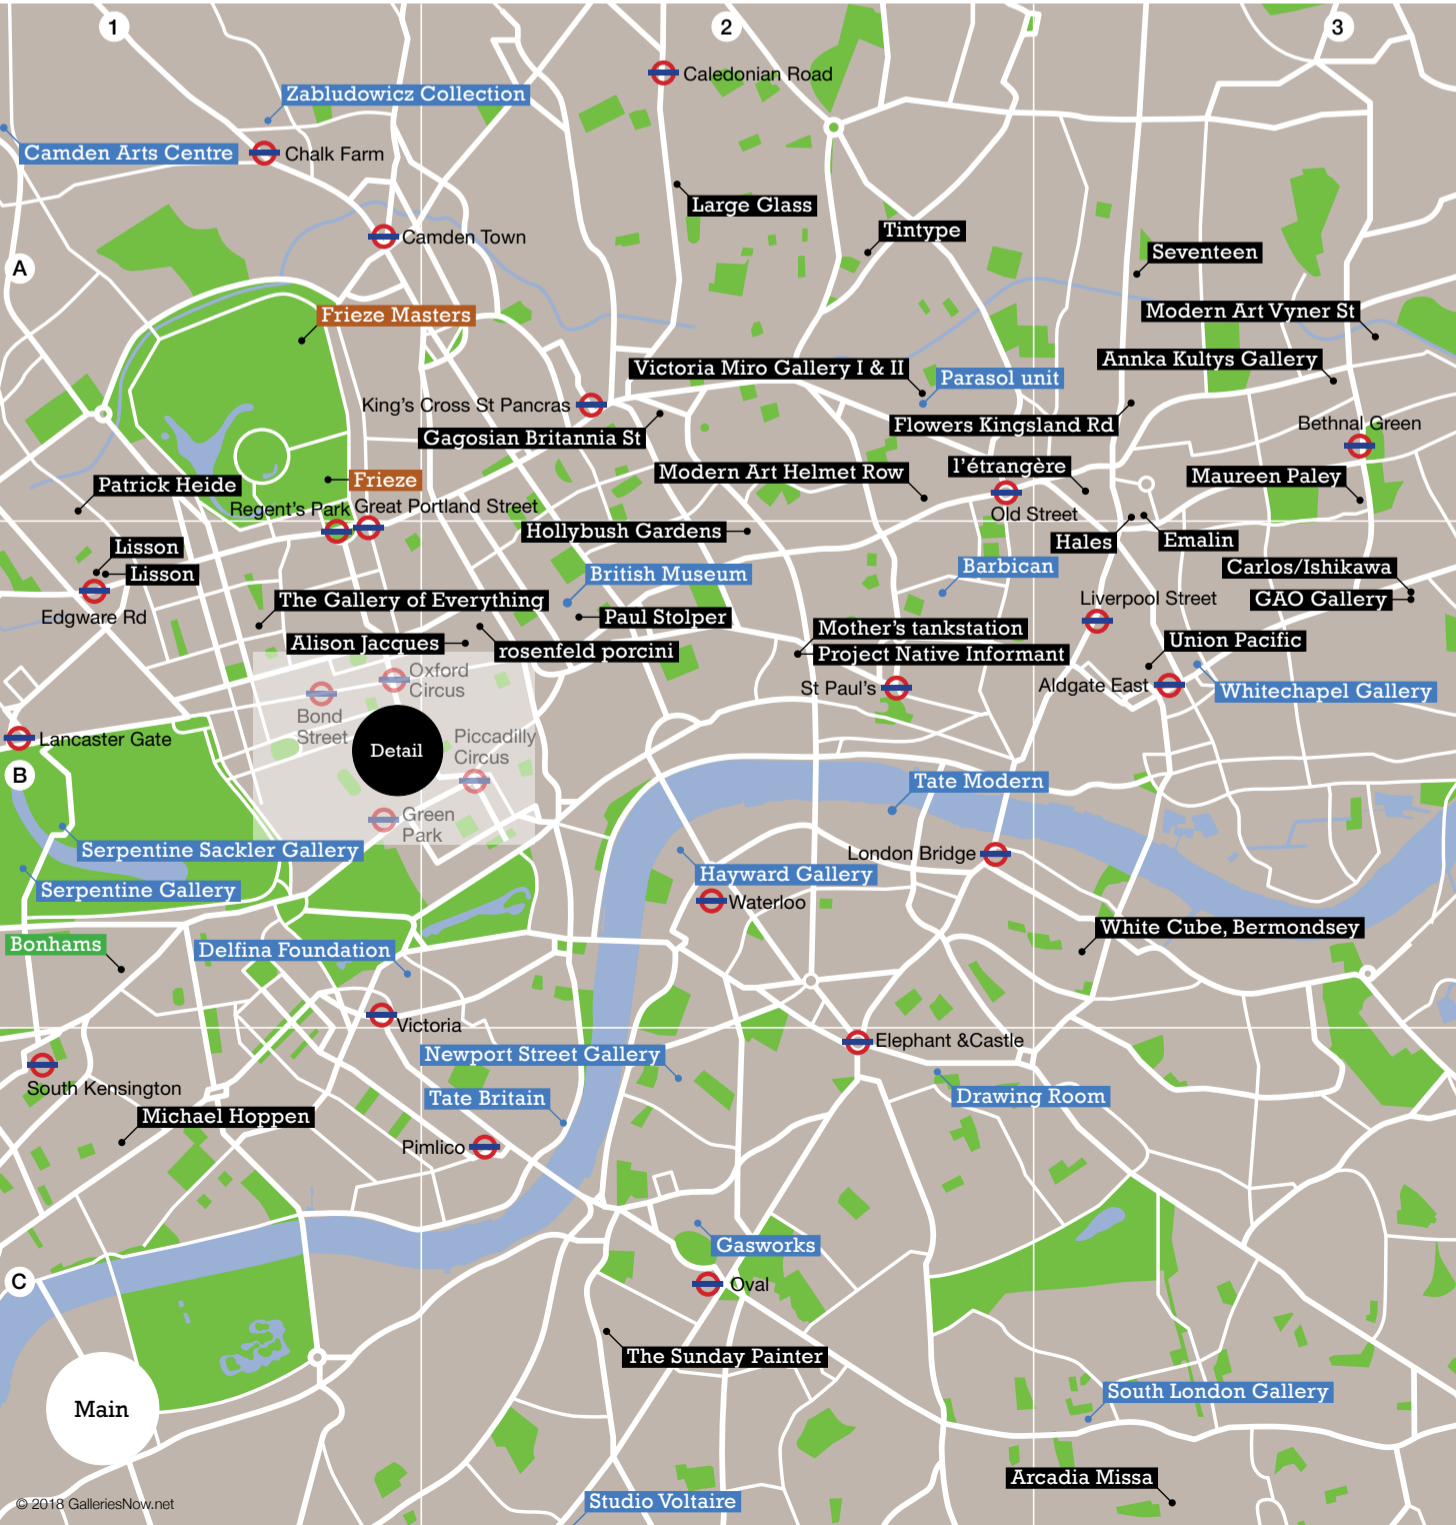 1
2
3
Caledonian Road
Zabludowicz Collection
Camden Arts Centre
Chalk Farm
Large Glass
Tintype
Camden Town
Seventeen
A
Frieze Masters
Modern Art Vyner St
Annka Kultys Gallery
Victoria Miro Gallery I & II
Parasol unit
King's Cross St Pancras
Flowers Kingsland Rd
Bethnal Green
Gagosian Britannia St
l'étrangère
Modern Art Helmet Row
Maureen Paley
Frieze
Patrick Heide
Regent's Park
Great Portland Street
Old Street
Hollybush Gardens
Hales
Emalin
Lisson
Lisson
British Museum
Barbican
Carlos/Ishikawa
GAO Gallery
Edgware Rd
The Gallery of Everything
Liverpool Street
Paul Stolper
Mother's tankstation
Alison Jacques
rosenfeld porcini
Project Native Informant
Union Pacific
Oxford
Circus
St Paul's
Aldgate East
Whitechapel Gallery
Bond
Street
Lancaster Gate
Detail
Piccadilly
Circus
B
Tate Modern
Green
Park
Serpentine Sackler Gallery
London Bridge
Hayward Gallery
Serpentine Gallery
Waterloo
White Cube, Bermondsey
Bonhams
Delfina Foundation
Victoria
Elephant &Castle
Newport Street Gallery
South Kensington
Tate Britain
Drawing Room
Michael Hoppen
Pimlico
Gasworks
C
Oval
The Sunday Painter
South London Gallery
Main
Arcadia Missa
Studio Voltaire
© 2018 GalleriesNow.net